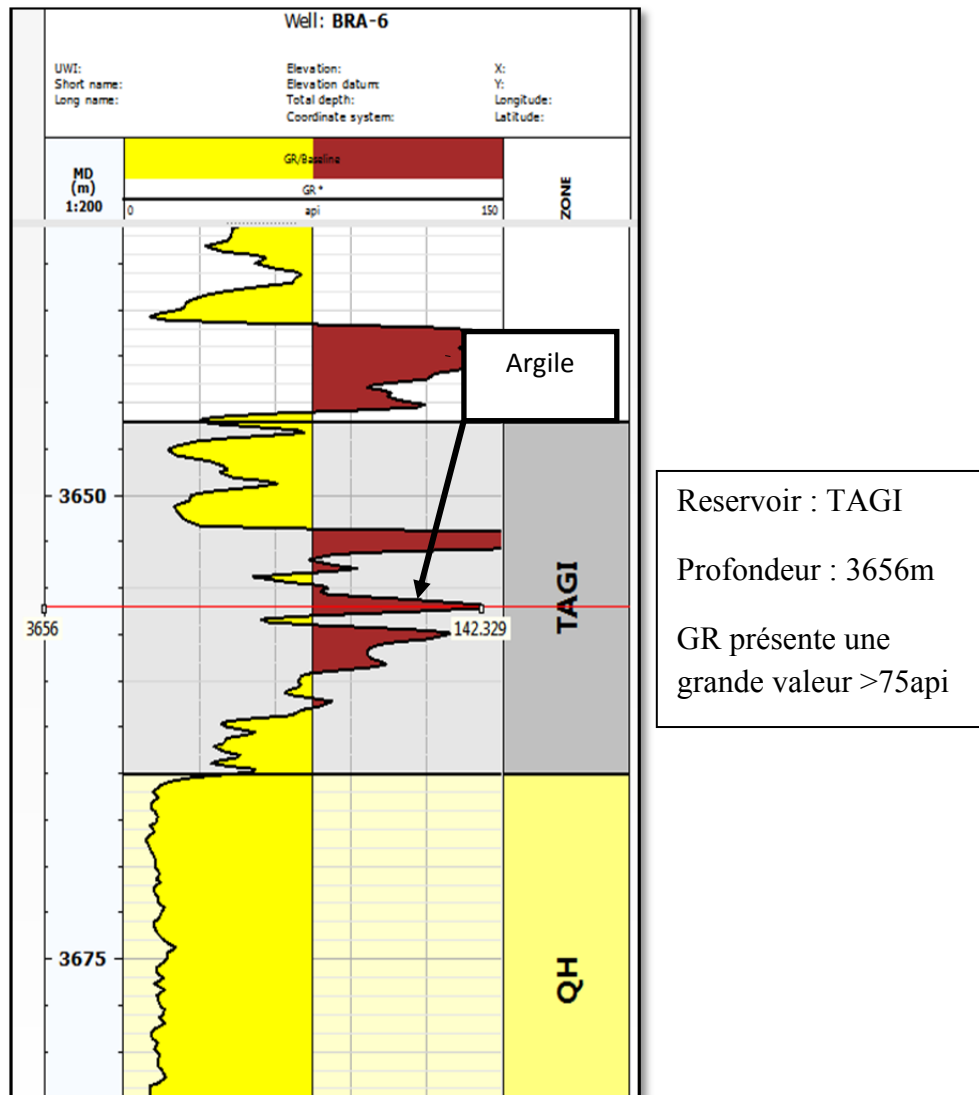 Well: BRA-6
UWI:
Short name:
Long name:
Elevation:
Elevation datum:
Total depth:
Coordinate system:
X:
Y:
Longitude:
Latitude:
MD
(m)
1:200
GR/Baseline
GR *
0 api 150
ZONE
Argile
3650
TAGI
3656
142.329
3675
QH
Reservoir : TAGI
Profondeur : 3656m
GR présente une
grande valeur >75api